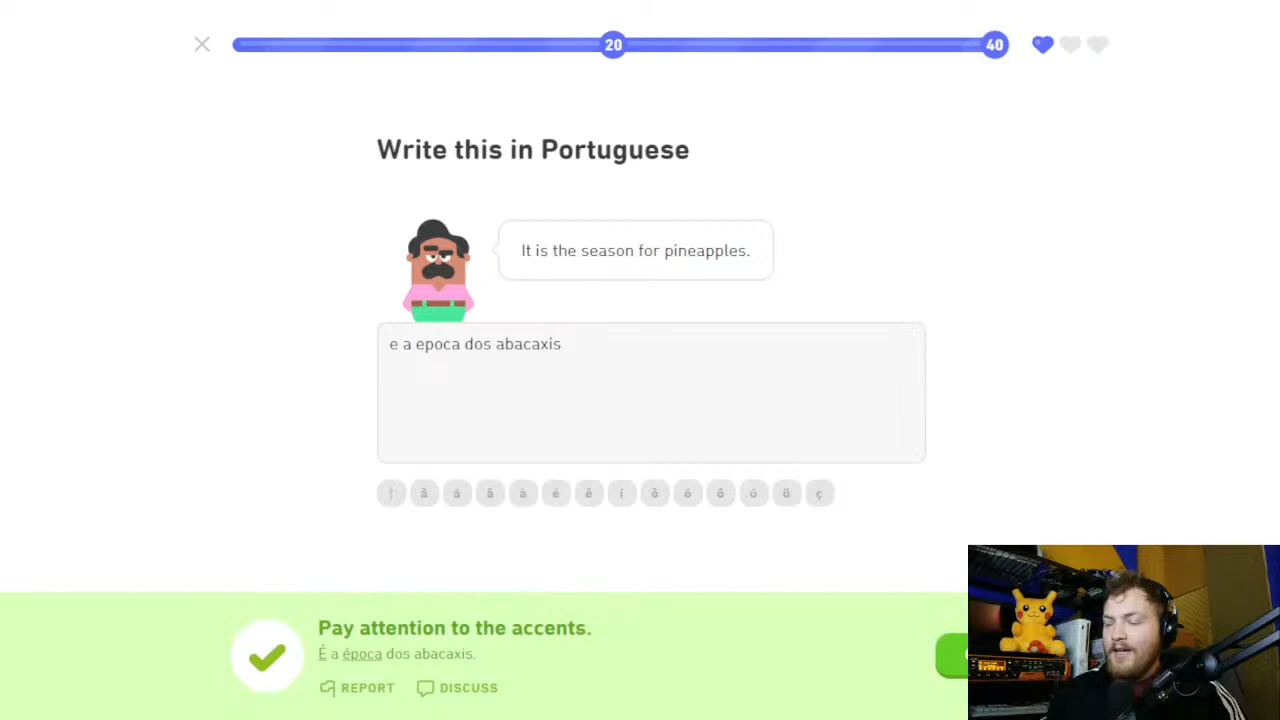 20
40
Write this in Portuguese
It is the season for pineapples.
e a epoca dos abacaxis
ã á â à é ê í õ ó ô ú ü ç
Pay attention to the accents.
É a época dos abacaxis.
REPORT
DISCUSS